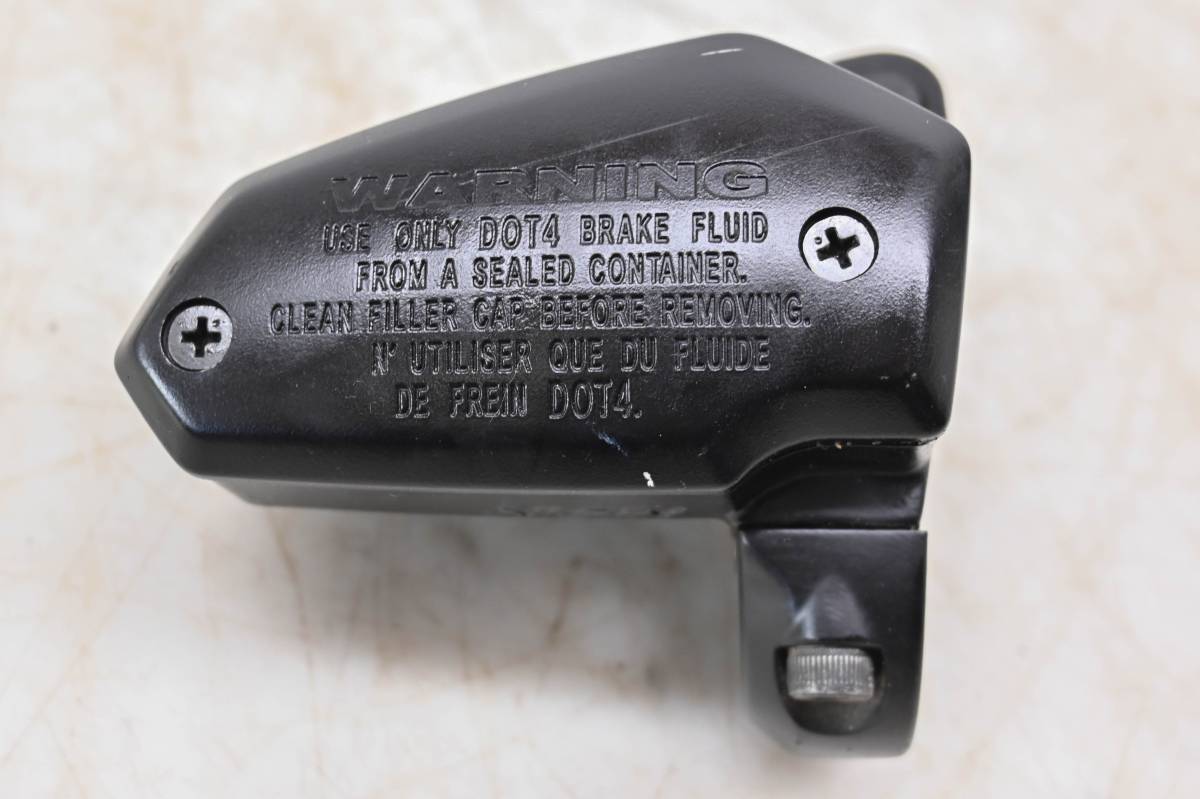 WARNING
USE ONLY DOT4 BRAKE FLUID
FROM A SEALED CONTAINER.
CLEAN FILLER CAP BEFORE REMOVING.
N' UTILISER QUE DU FLUIDE
DE FREIN DOT4.